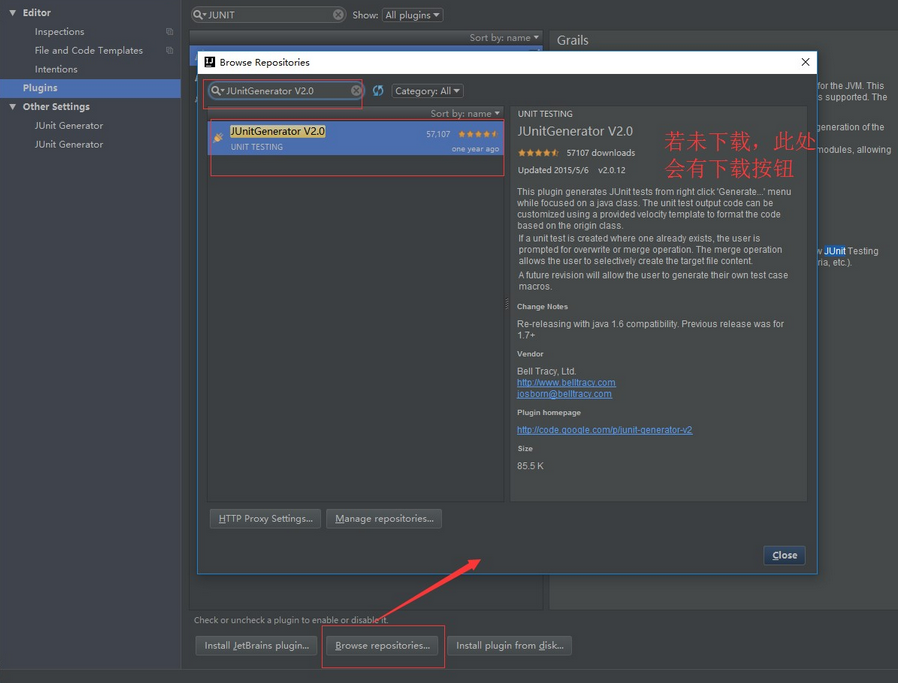 Editor
Inspections
File and Code Templates
Intentions
Plugins
Other Settings
JUnit Generator
JUnit Generator
JUNIT
Show: All plugins
Sort by: name
Grails
for the JVM. This
s supported. The
generation of the
modules, allowing
JUnit Testing
ria, etc.).
Browse Repositories
JUnitGenerator V2.0
Category: All
Sort by: name
JUnitGenerator V2.0
57,107
UNIT TESTING
one year ago
UNIT TESTING
JUnitGenerator V2.0
57107 downloads
Updated 2015/5/6 v2.0.12
若未下载，此处
会有下载按钮
This plugin generates JUnit tests from right click 'Generate...' menu
while focused on a java class. The unit test output code can be
customized using a provided velocity template to format the code
based on the origin class.
If a unit test is created where one already exists, the user is
prompted for overwrite or merge operation. The merge operation
allows the user to selectively create the target file content.
A future revision will allow the user to generate their own test case
macros.
Change Notes
Re-releasing with java 1.6 compatibility. Previous release was for
1.7+
Vendor
Bell Tracy, Ltd.
http://www.belltracy.com
josborn@belltracy.com
Plugin homepage
http://code.google.com/p/junit-generator-v2
Size
85.5 K
HTTP Proxy Settings...
Manage repositories...
Close
Check or uncheck a plugin to enable or disable it.
Install JetBrains plugin...
Browse repositories...
Install plugin from disk...